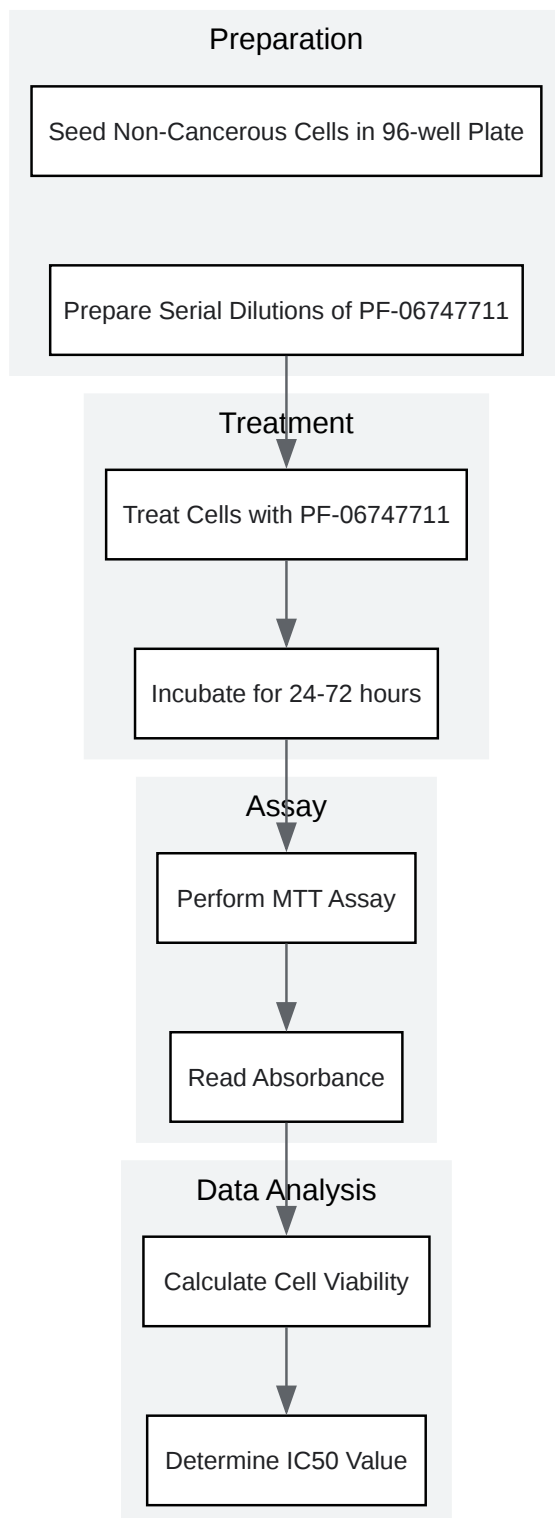 Preparation
Seed Non-Cancerous Cells in 96-well Plate
Prepare Serial Dilutions of PF-06747711
Treatment
Treat Cells with PF-06747711
Incubate for 24-72 hours
Assay
Perform MTT Assay
Read Absorbance
Data Analysis
Calculate Cell Viability
Determine IC50 Value